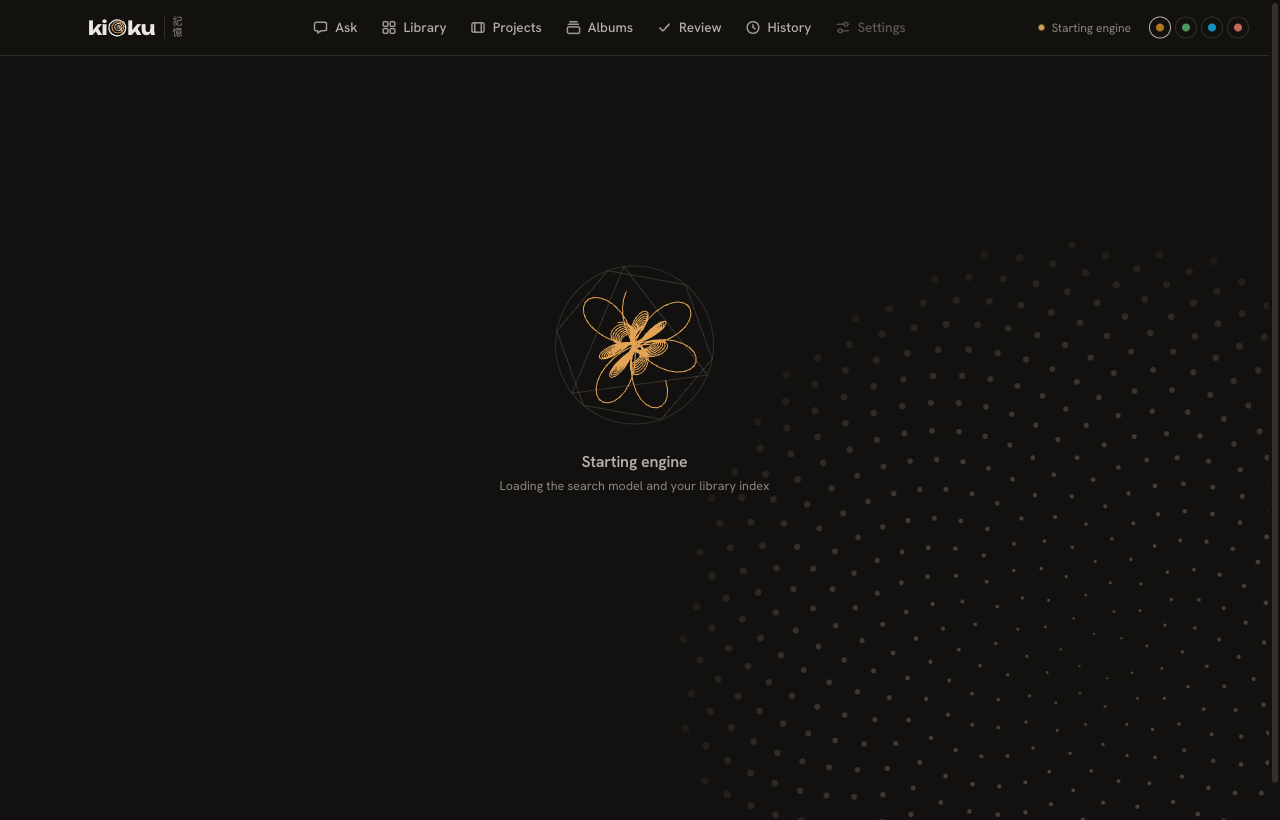 kioku
記憶
Ask
Library
Projects
Albums
Review
History
Settings
Starting engine
Starting engine
Loading the search model and your library index